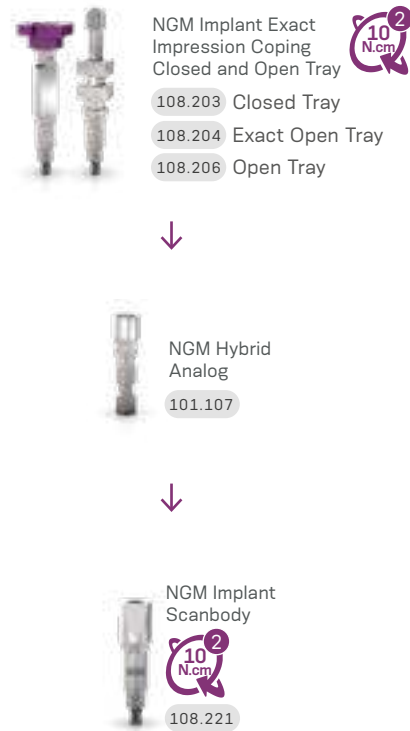 NGM Implant Exact
Impression Coping
Closed and Open Tray
10
N.cm
2
108.203 Closed Tray
108.204 Exact Open Tray
108.206 Open Tray
NGM Hybrid
Analog
101.107
NGM Implant
Scanbody
10
N.cm
2
108.221